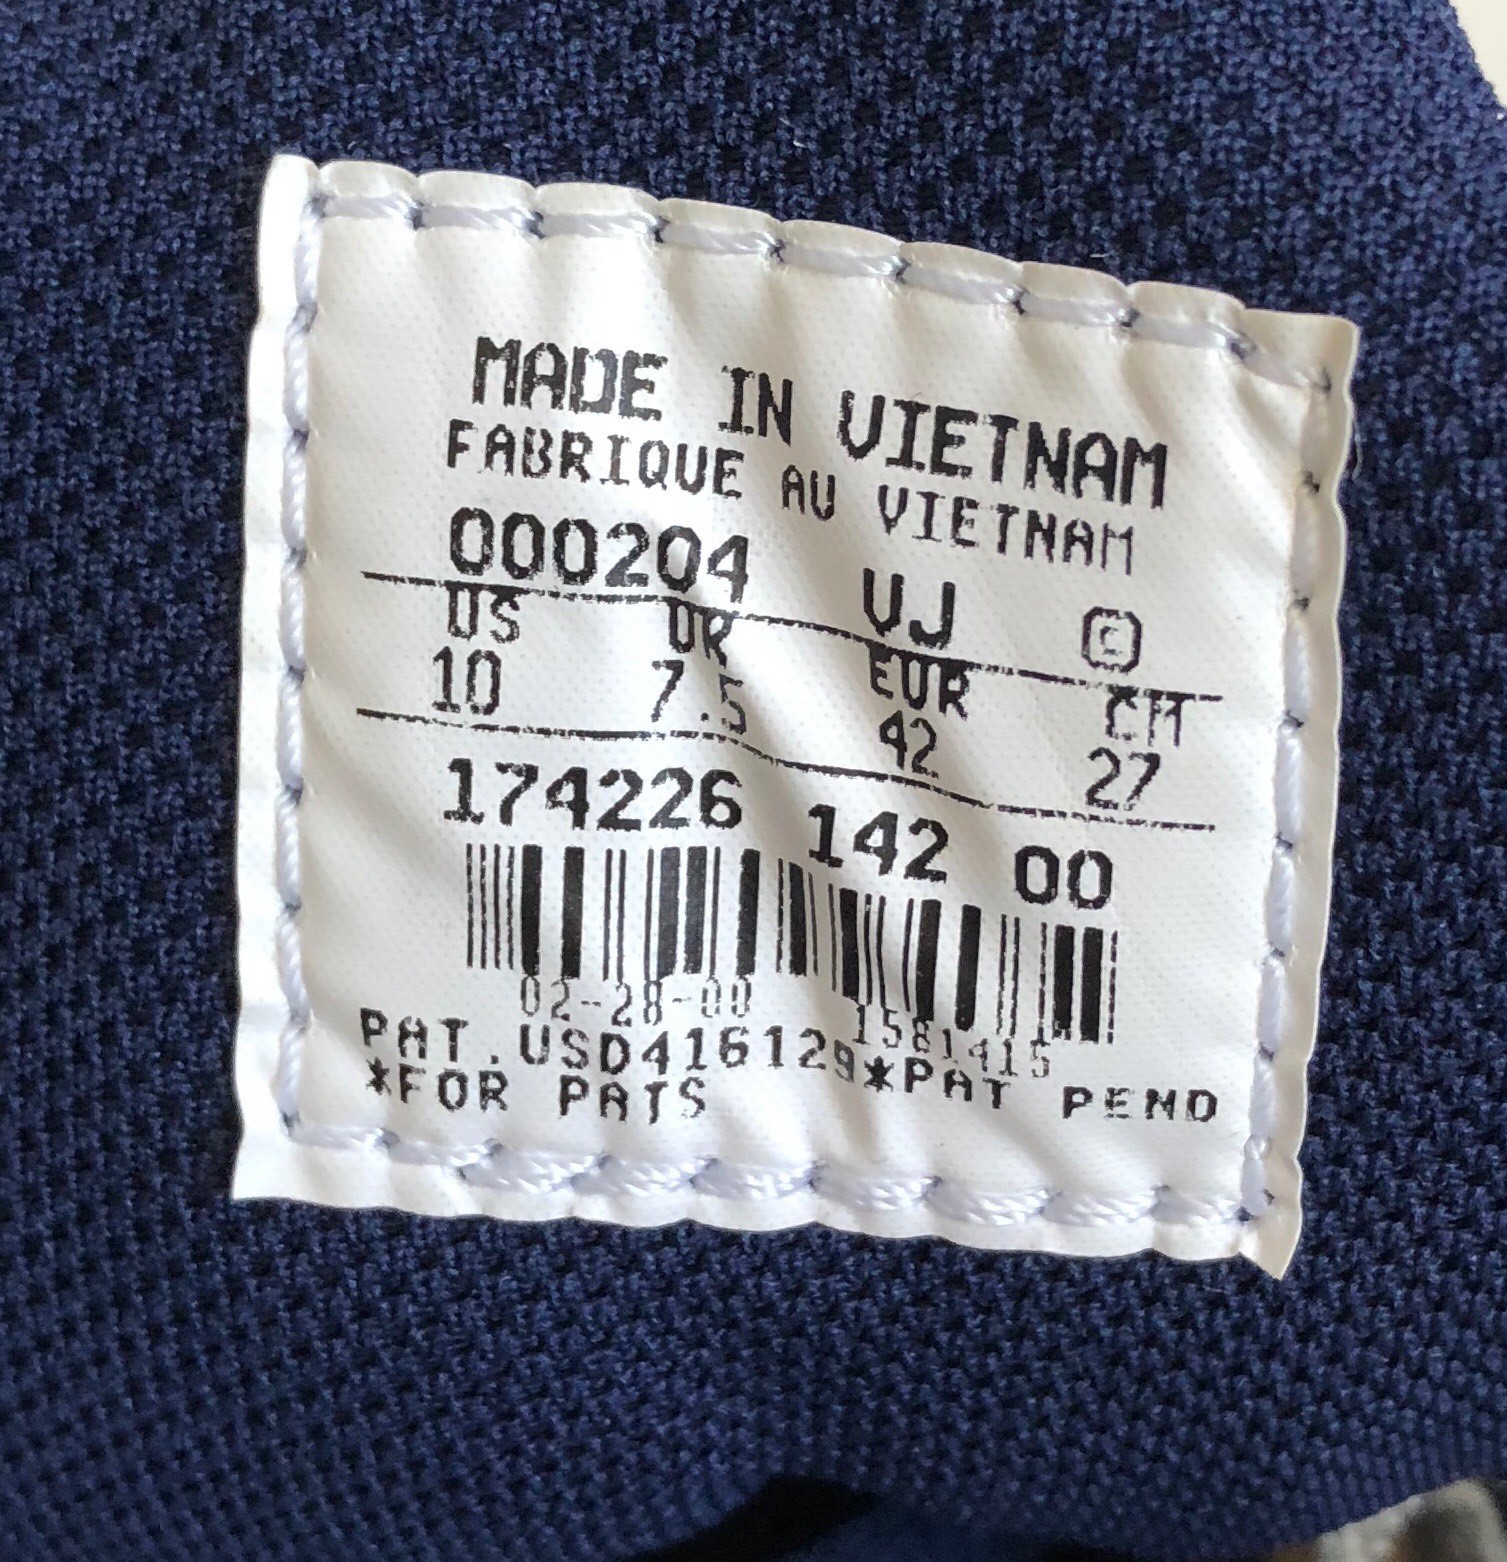 MADE IN VIETNAM
FABRIQUE AU VIETNAM
000204 VJ ©
US UK EUR CM
10 7.5 42 27
174226 142 00
02-28-00 1581415
PAT.USD416129*PAT PEND
*FOR PATS